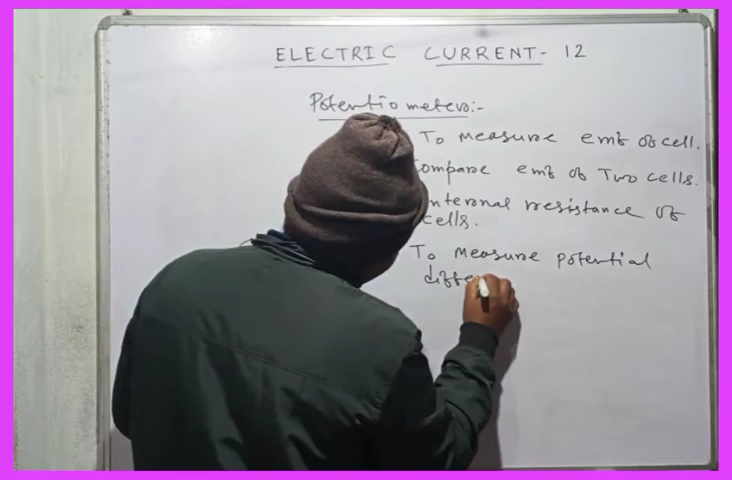 ELECTRIC CURRENT - 12
Potentiometers:-
To measure emf of cell.
ompare emf of Two cells.
nternal resistance of
cells.
To measure potential
diffe